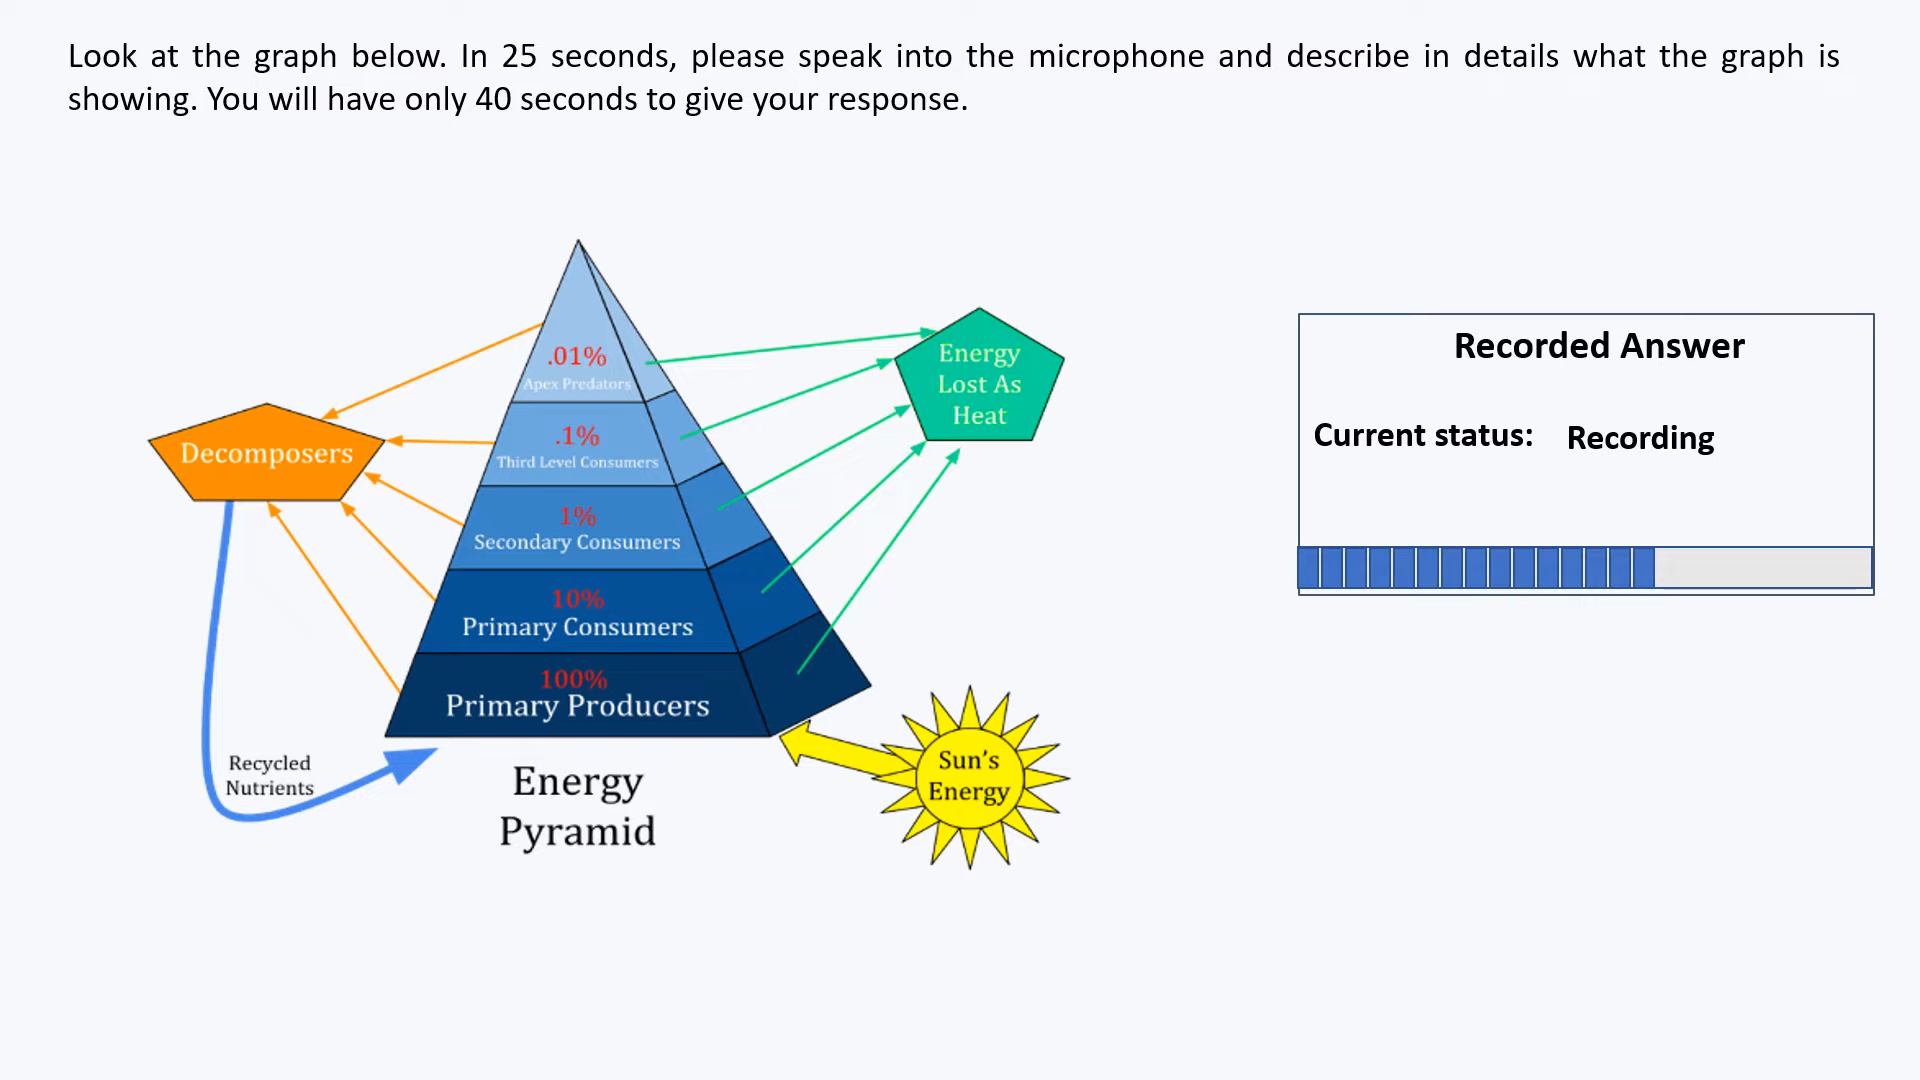 Look at the graph below. In 25 seconds, please speak into the microphone and describe in details what the graph is
showing. You will have only 40 seconds to give your response.
.01%
Apex Predators
.1%
Third Level Consumers
1%
Secondary Consumers
10%
Primary Consumers
100%
Primary Producers
Decomposers
Energy
Lost As
Heat
Recycled
Nutrients
Energy
Pyramid
Sun's
Energy
Recorded Answer
Current status: Recording